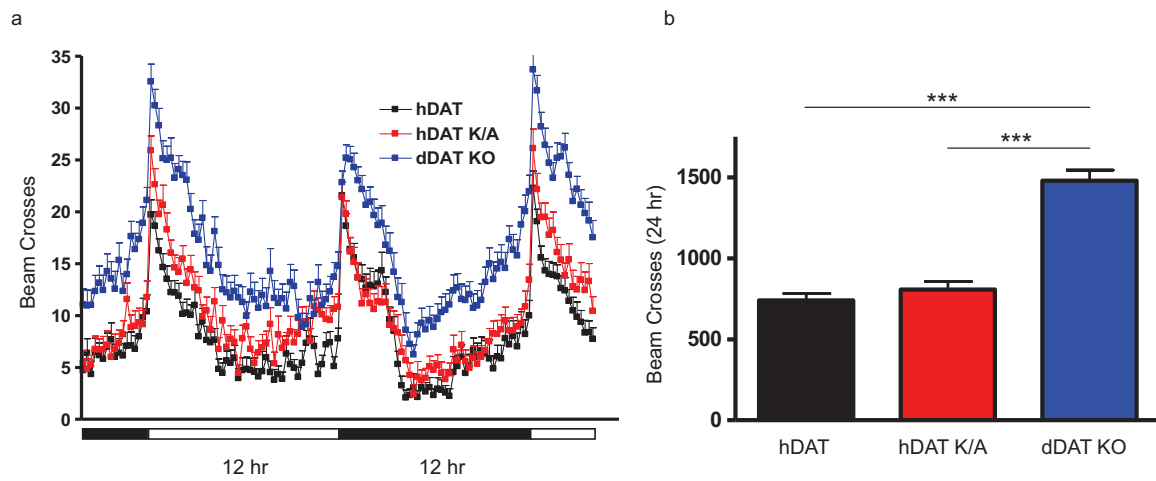 a
Beam Crosses
35
30
25
20
15
10
5
0
hDAT
hDAT K/A
dDAT KO
12 hr
12 hr
b
Beam Crosses (24 hr)
1500
1000
500
0
***
***
hDAT
hDAT K/A
dDAT KO